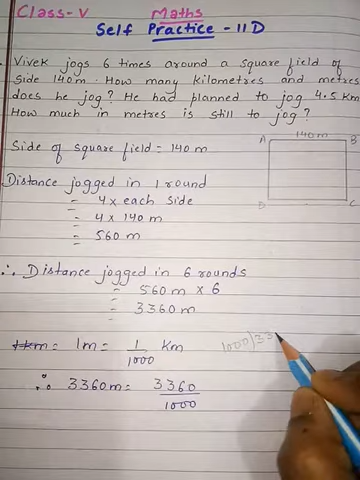 Class-V Maths
Self Practice - 11D
Vivek jogs 6 times around a square field of
side 140m. How many kilometres and metres
does he jog? He had planned to jog 4.5 Km
How much in metres is still to jog?
Side of square field = 140 m
140m
A B
D C
Distance jogged in 1 round
= 4 × each side
= 4 × 140 m
= 560 m
∴ Distance jogged in 6 rounds
= 560 m × 6
= 3360 m
1km = 1m = 1/1000 Km
1000)33
∴ 3360m = 3360/1000